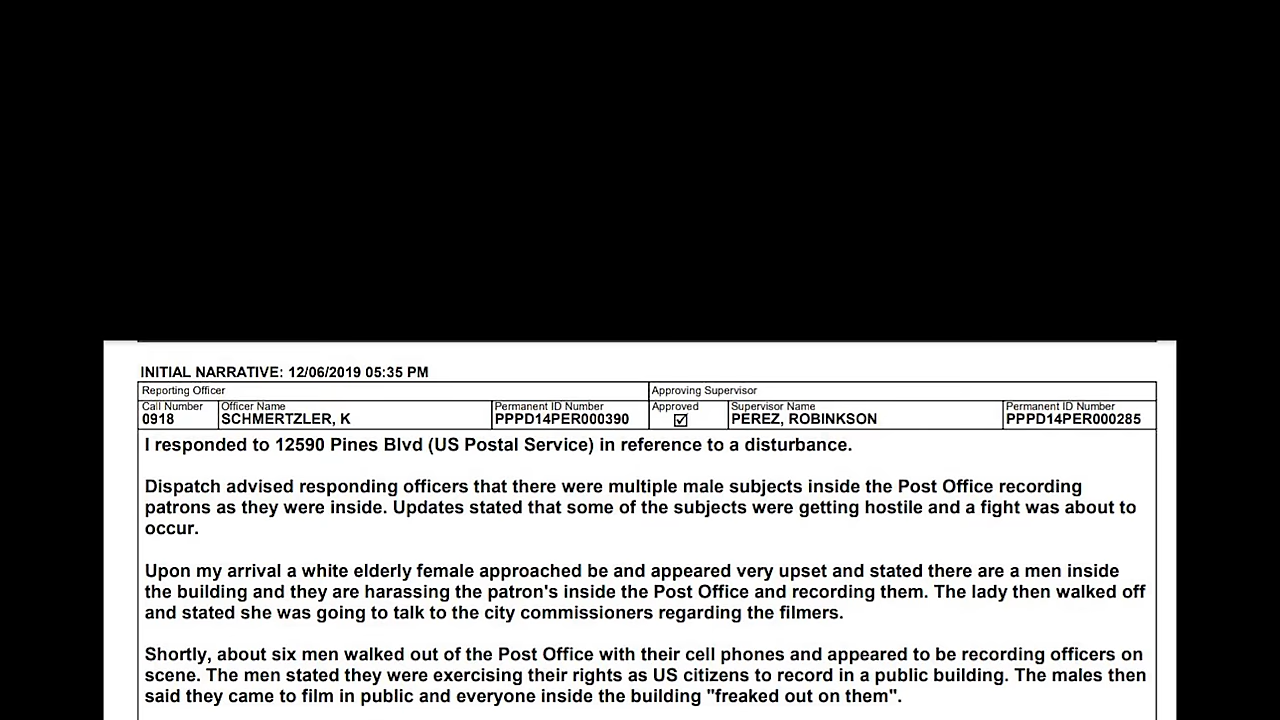 INITIAL NARRATIVE: 12/06/2019 05:35 PM
Reporting Officer Approving Supervisor
Call Number Officer Name Permanent ID Number Approved Supervisor Name Permanent ID Number
0918 SCHMERTZLER, K PPPD14PER000390 ☑ PEREZ, ROBINKSON PPPD14PER000285
I responded to 12590 Pines Blvd (US Postal Service) in reference to a disturbance.
Dispatch advised responding officers that there were multiple male subjects inside the Post Office recording
patrons as they were inside. Updates stated that some of the subjects were getting hostile and a fight was about to
occur.
Upon my arrival a white elderly female approached be and appeared very upset and stated there are a men inside
the building and they are harassing the patron's inside the Post Office and recording them. The lady then walked off
and stated she was going to talk to the city commissioners regarding the filmers.
Shortly, about six men walked out of the Post Office with their cell phones and appeared to be recording officers on
scene. The men stated they were exercising their rights as US citizens to record in a public building. The males then
said they came to film in public and everyone inside the building "freaked out on them".